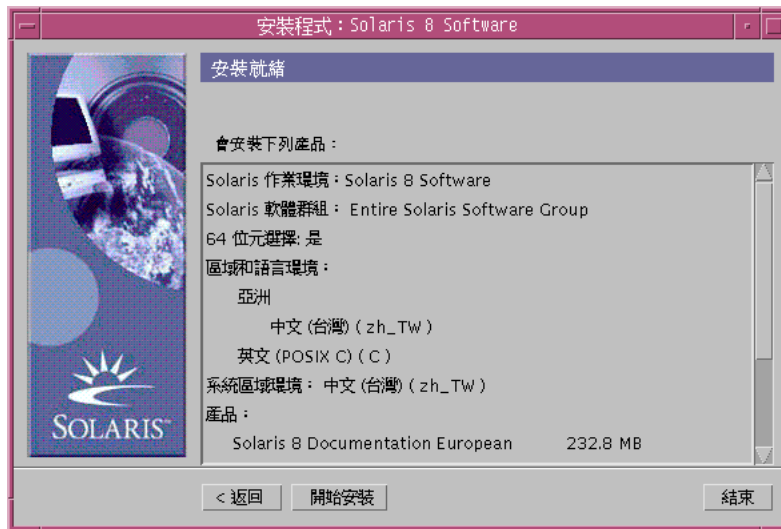 安裝程式：Solaris 8 Software
安裝就緒
會安裝下列產品：
Solaris 作業環境：Solaris 8 Software
Solaris 軟體群組： Entire Solaris Software Group
64 位元選擇: 是
區域和語言環境：
亞洲
中文 (台灣) ( zh_TW )
英文 (POSIX C) ( C )
系統區域環境： 中文 (台灣) ( zh_TW )
產品：
Solaris 8 Documentation European 232.8 MB
SOLARIS™
< 返回
開始安裝
結束